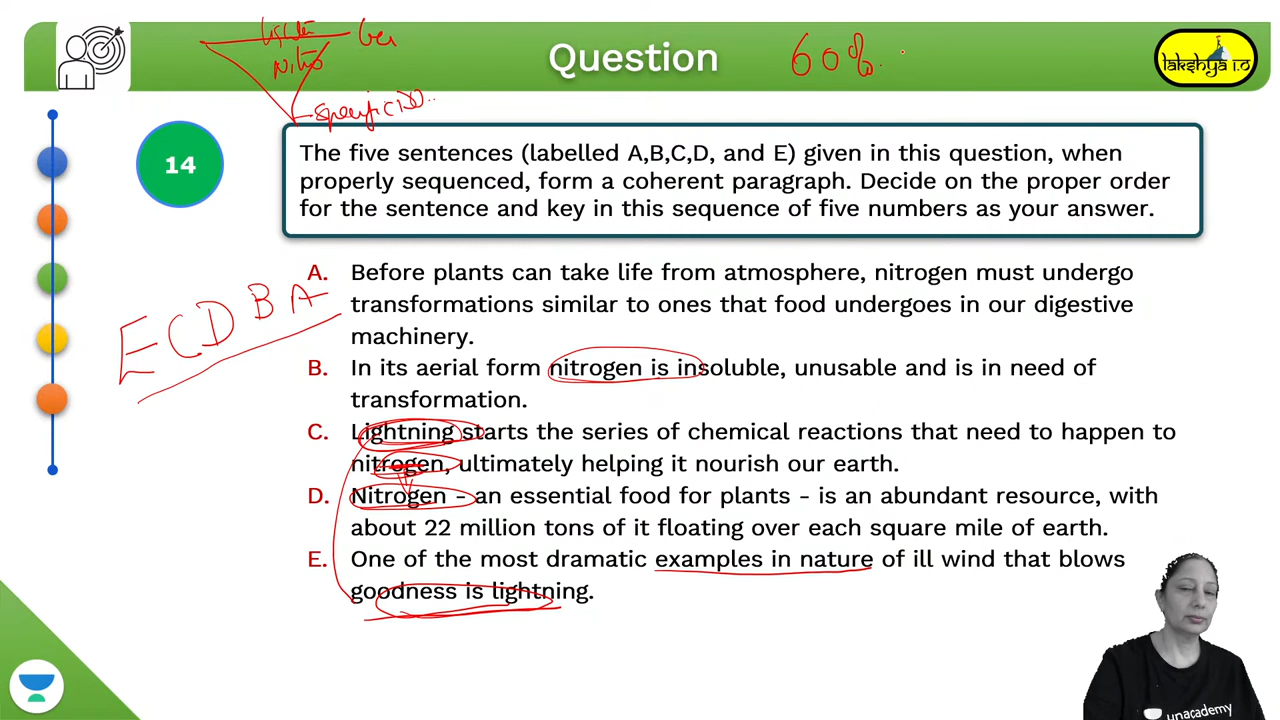 Question
60%.
lakshya I.O
Nitro
14
The five sentences (labelled A,B,C,D, and E) given in this question, when
properly sequenced, form a coherent paragraph. Decide on the proper order
for the sentence and key in this sequence of five numbers as your answer.
ECDBA
A. Before plants can take life from atmosphere, nitrogen must undergo
transformations similar to ones that food undergoes in our digestive
machinery.
B. In its aerial form nitrogen is insoluble, unusable and is in need of
transformation.
C. Lightning starts the series of chemical reactions that need to happen to
nitrogen, ultimately helping it nourish our earth.
D. Nitrogen - an essential food for plants - is an abundant resource, with
about 22 million tons of it floating over each square mile of earth.
E. One of the most dramatic examples in nature of ill wind that blows
goodness is lightning.
unacademy